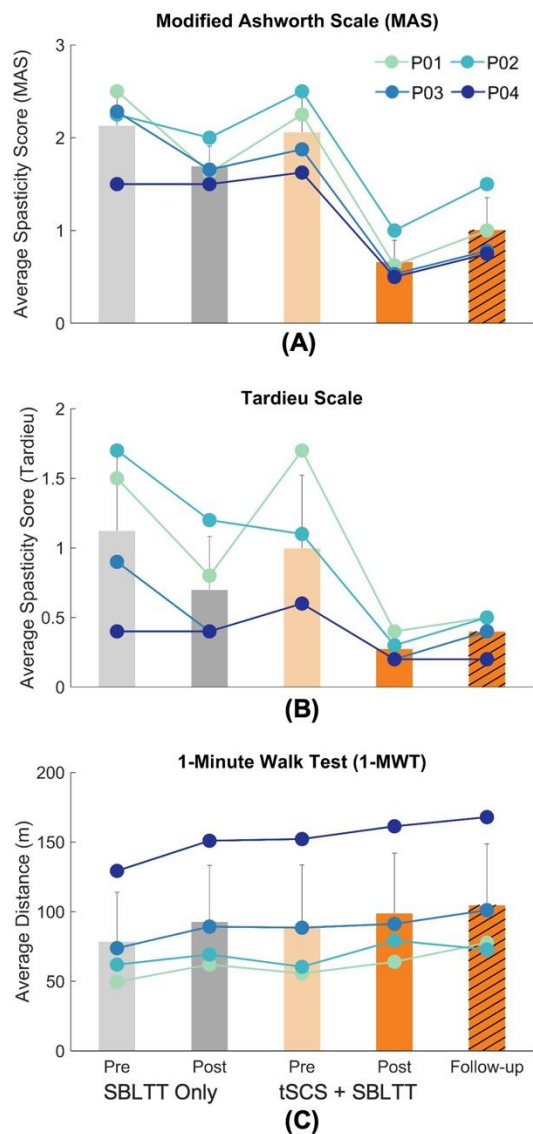 Modified Ashworth Scale (MAS)
Average Spasticity Score (MAS)
3
2
1
0
P01 P02
P03 P04
(A)
Tardieu Scale
Average Spasticity Sore (Tardieu)
2
1.5
1
0.5
0
(B)
1-Minute Walk Test (1-MWT)
Average Distance (m)
200
150
100
50
0
Pre Post Pre Post Follow-up
SBLTT Only tSCS + SBLTT
(C)